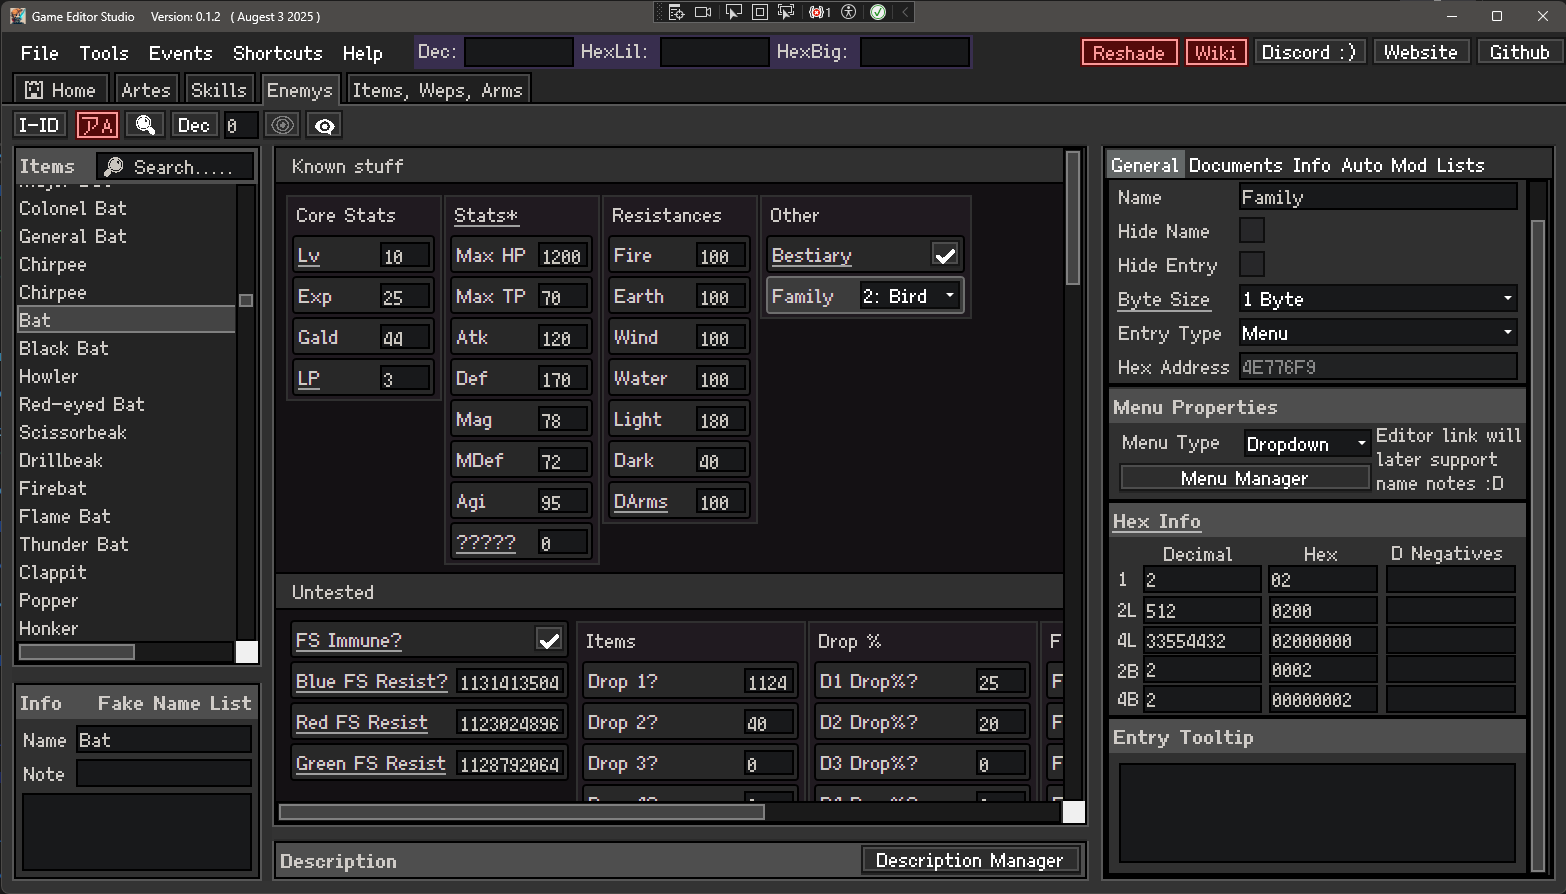 Game Editor Studio    Version: 0.1.2   ( Augest 3 2025 )
File  Tools  Events  Shortcuts  Help  Dec:  HexLil:  HexBig:  Reshade  Wiki  Discord :)  Website  Github
Home  Artes  Skills  Enemys  Items, Weps, Arms
I-ID  アA  Dec  0
Items  Search.....
Colonel Bat
General Bat
Chirpee
Chirpee
Bat
Black Bat
Howler
Red-eyed Bat
Scissorbeak
Drillbeak
Firebat
Flame Bat
Thunder Bat
Clappit
Popper
Honker
Info  Fake Name List
Name  Bat
Note
Known stuff
Core Stats
Lv  10
Exp  25
Gald  44
LP  3
Stats*
Max HP  1200
Max TP  70
Atk  120
Def  170
Mag  78
MDef  72
Agi  95
?????  0
Resistances
Fire  100
Earth  100
Wind  100
Water  100
Light  180
Dark  40
DArms  100
Other
Bestiary
Family  2: Bird
Untested
FS Immune?
Blue FS Resist?  1131413504
Red FS Resist  1123024896
Green FS Resist  1128792064
Items
Drop 1?  1124
Drop 2?  40
Drop 3?  0
Drop %
D1 Drop%?  25
D2 Drop%?  20
D3 Drop%?  0
F
F
F
F
Description  Description Manager
General  Documents  Info  Auto Mod  Lists
Name  Family
Hide Name
Hide Entry
Byte Size  1 Byte
Entry Type  Menu
Hex Address  4E776F9
Menu Properties
Menu Type  Dropdown
Menu Manager
Editor link will
later support
name notes :D
Hex Info
Decimal  Hex  D Negatives
1  2  02
2L  512  0200
4L  33554432  02000000
2B  2  0002
4B  2  00000002
Entry Tooltip